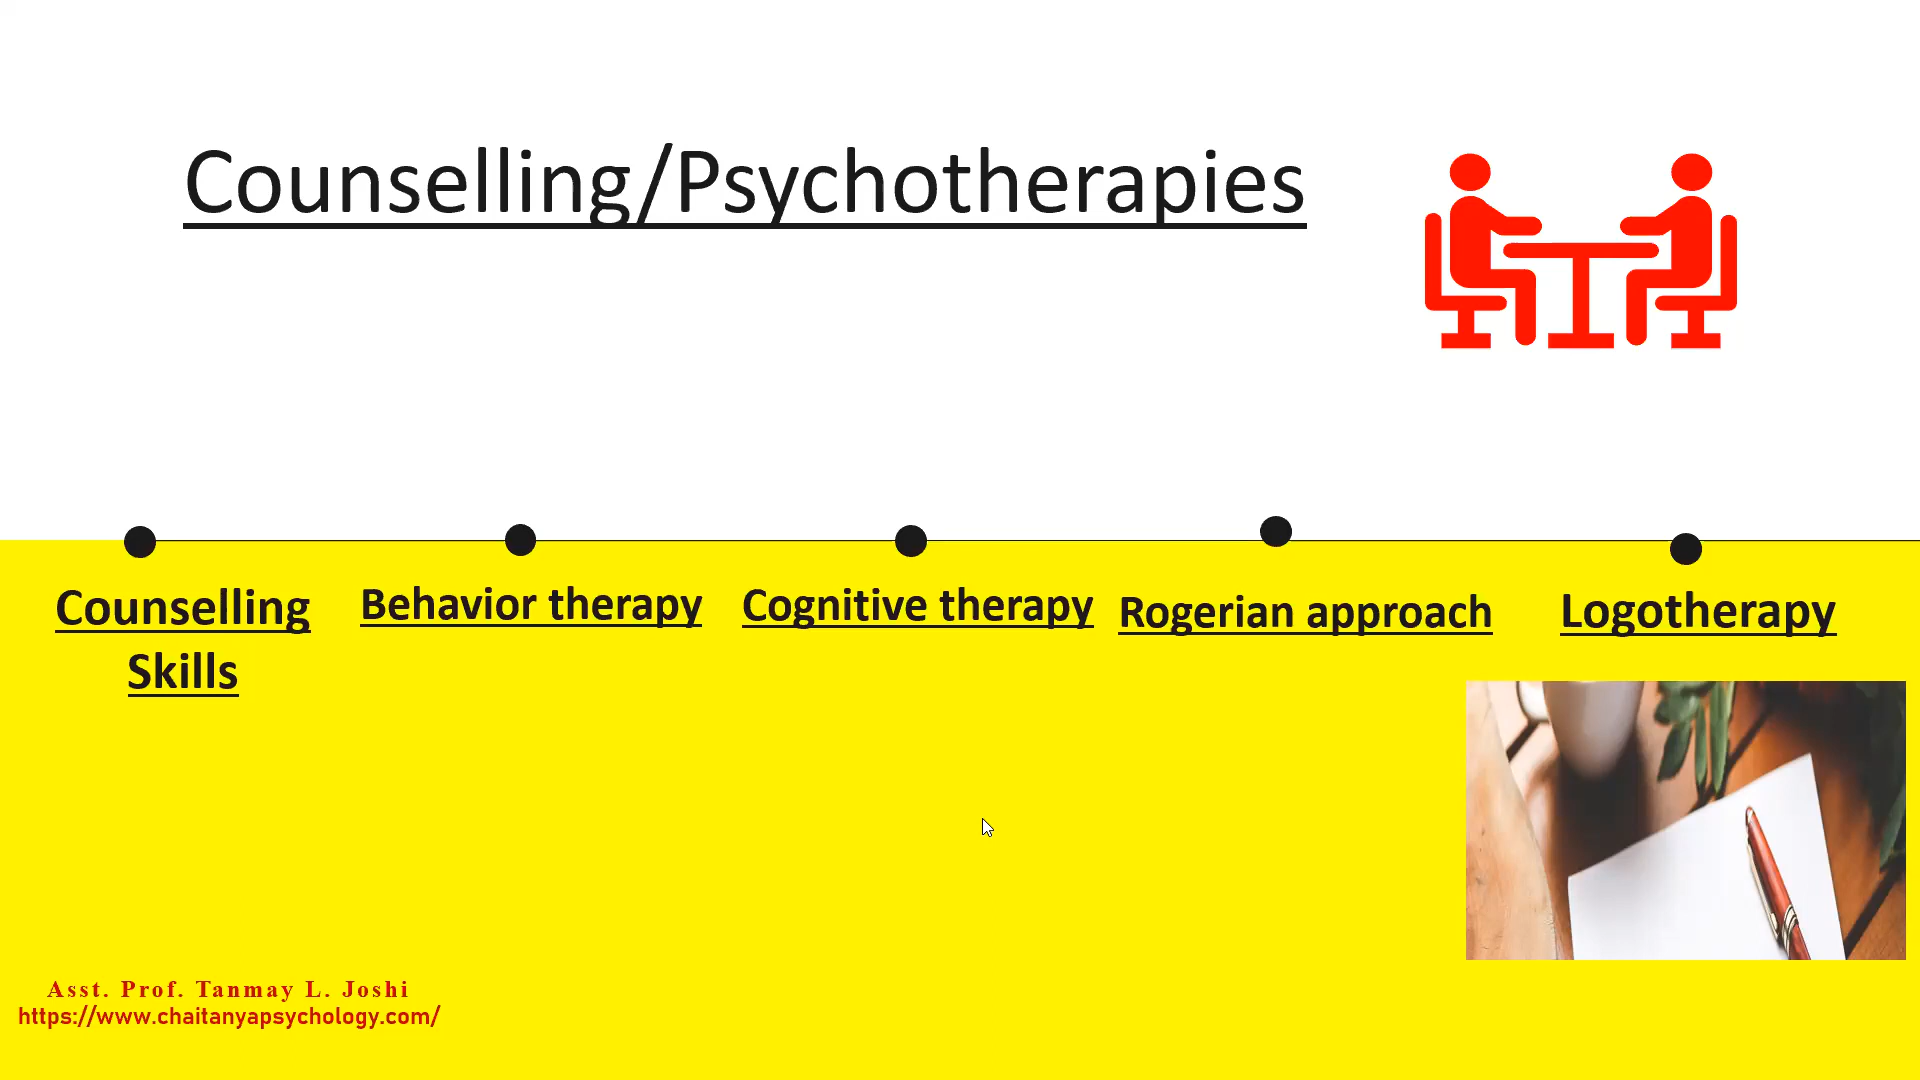 Counselling/Psychotherapies
Counselling
Skills
Behavior therapy
Cognitive therapy
Rogerian approach
Logotherapy
Asst. Prof. Tanmay L. Joshi
https://www.chaitanyapsychology.com/